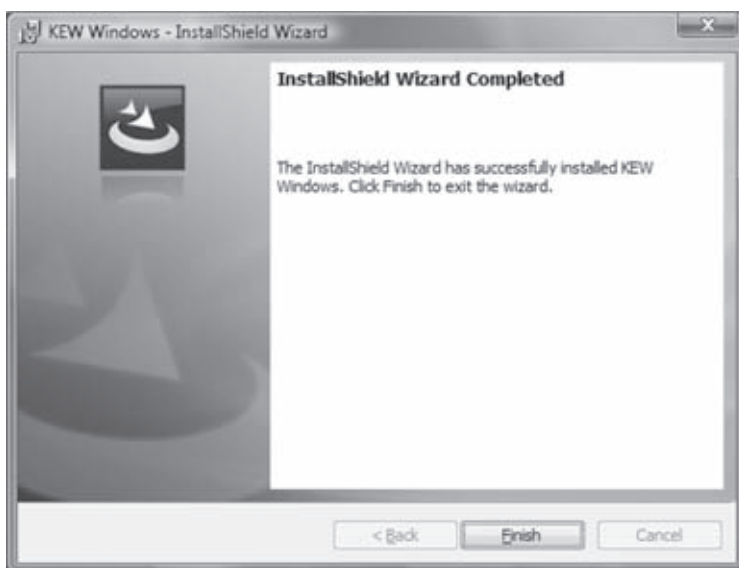 KEW Windows - InstallShield Wizard
InstallShield Wizard Completed
The InstallShield Wizard has successfully installed KEW
Windows. Click Finish to exit the wizard.
< Back
Finish
Cancel